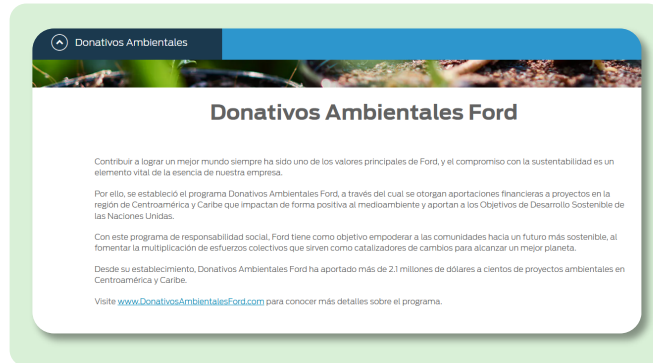 Donativos Ambientales
Donativos Ambientales Ford
Contribuir a lograr un mejor mundo siempre ha sido uno de los valores principales de Ford, y el compromiso con la sustentabilidad es un
elemento vital de la esencia de nuestra empresa.
Por ello, se estableció el programa Donativos Ambientales Ford, a través del cual se otorgan aportaciones financieras a proyectos en la
región de Centroamérica y Caribe que impactan de forma positiva al medioambiente y aportan a los Objetivos de Desarrollo Sostenible de
las Naciones Unidas.
Con este programa de responsabilidad social, Ford tiene como objetivo empoderar a las comunidades hacia un futuro más sostenible, al
fomentar la multiplicación de esfuerzos colectivos que sirven como catalizadores de cambios para alcanzar un mejor planeta.
Desde su establecimiento, Donativos Ambientales Ford ha aportado más de 2.1 millones de dólares a cientos de proyectos ambientales en
Centroamérica y Caribe.
Visite www.DonativosAmbientalesFord.com para conocer más detalles sobre el programa.